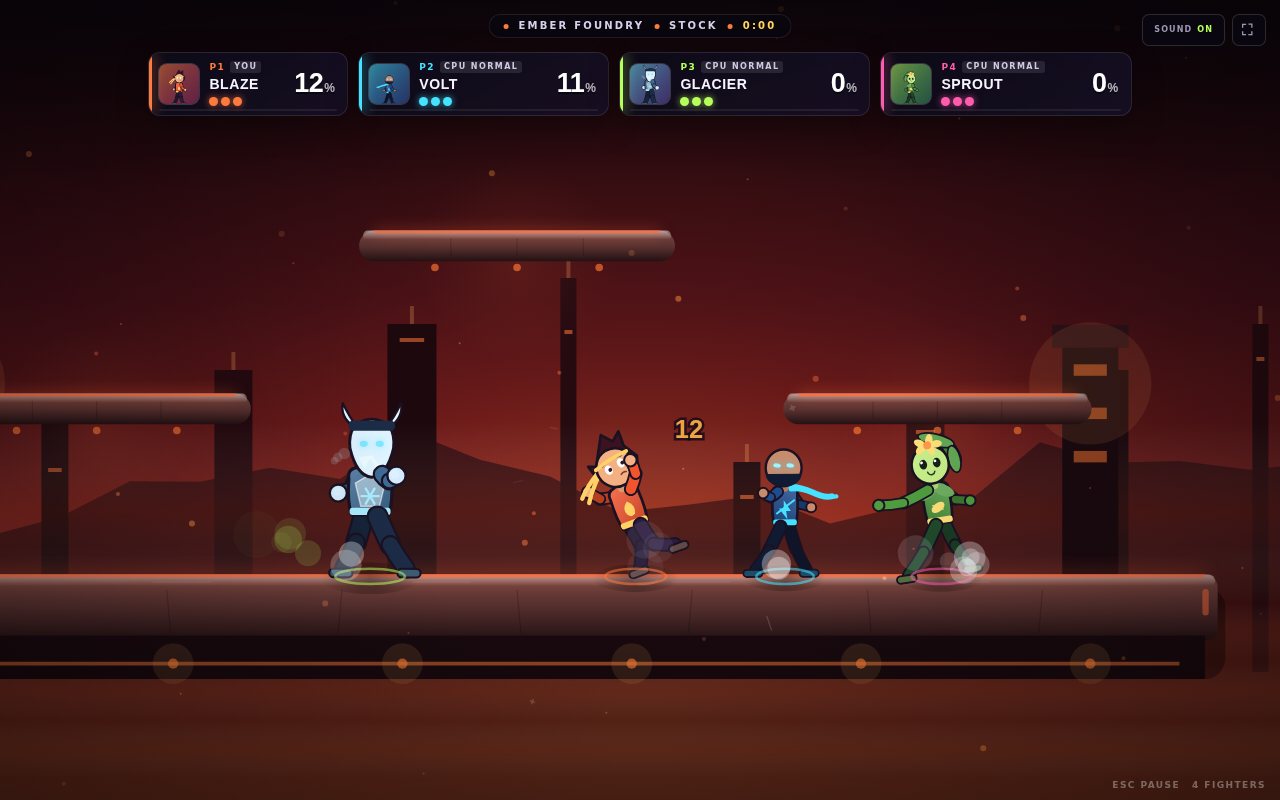 EMBER FOUNDRY • STOCK • 0:00
SOUND ON
P1 YOU
BLAZE 12%
P2 CPU NORMAL
VOLT 11%
P3 CPU NORMAL
GLACIER 0%
P4 CPU NORMAL
SPROUT 0%
12
ESC PAUSE 4 FIGHTERS